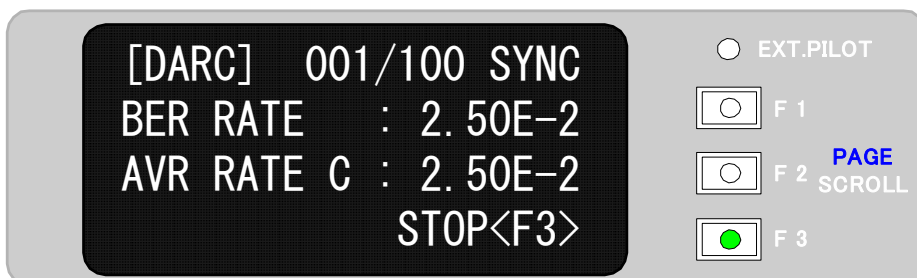 [DARC] 001/100 SYNC
BER RATE : 2.50E-2
AVR RATE C : 2.50E-2
STOP<F3>
EXT.PILOT
F 1
F 2
PAGE
SCROLL
F 3